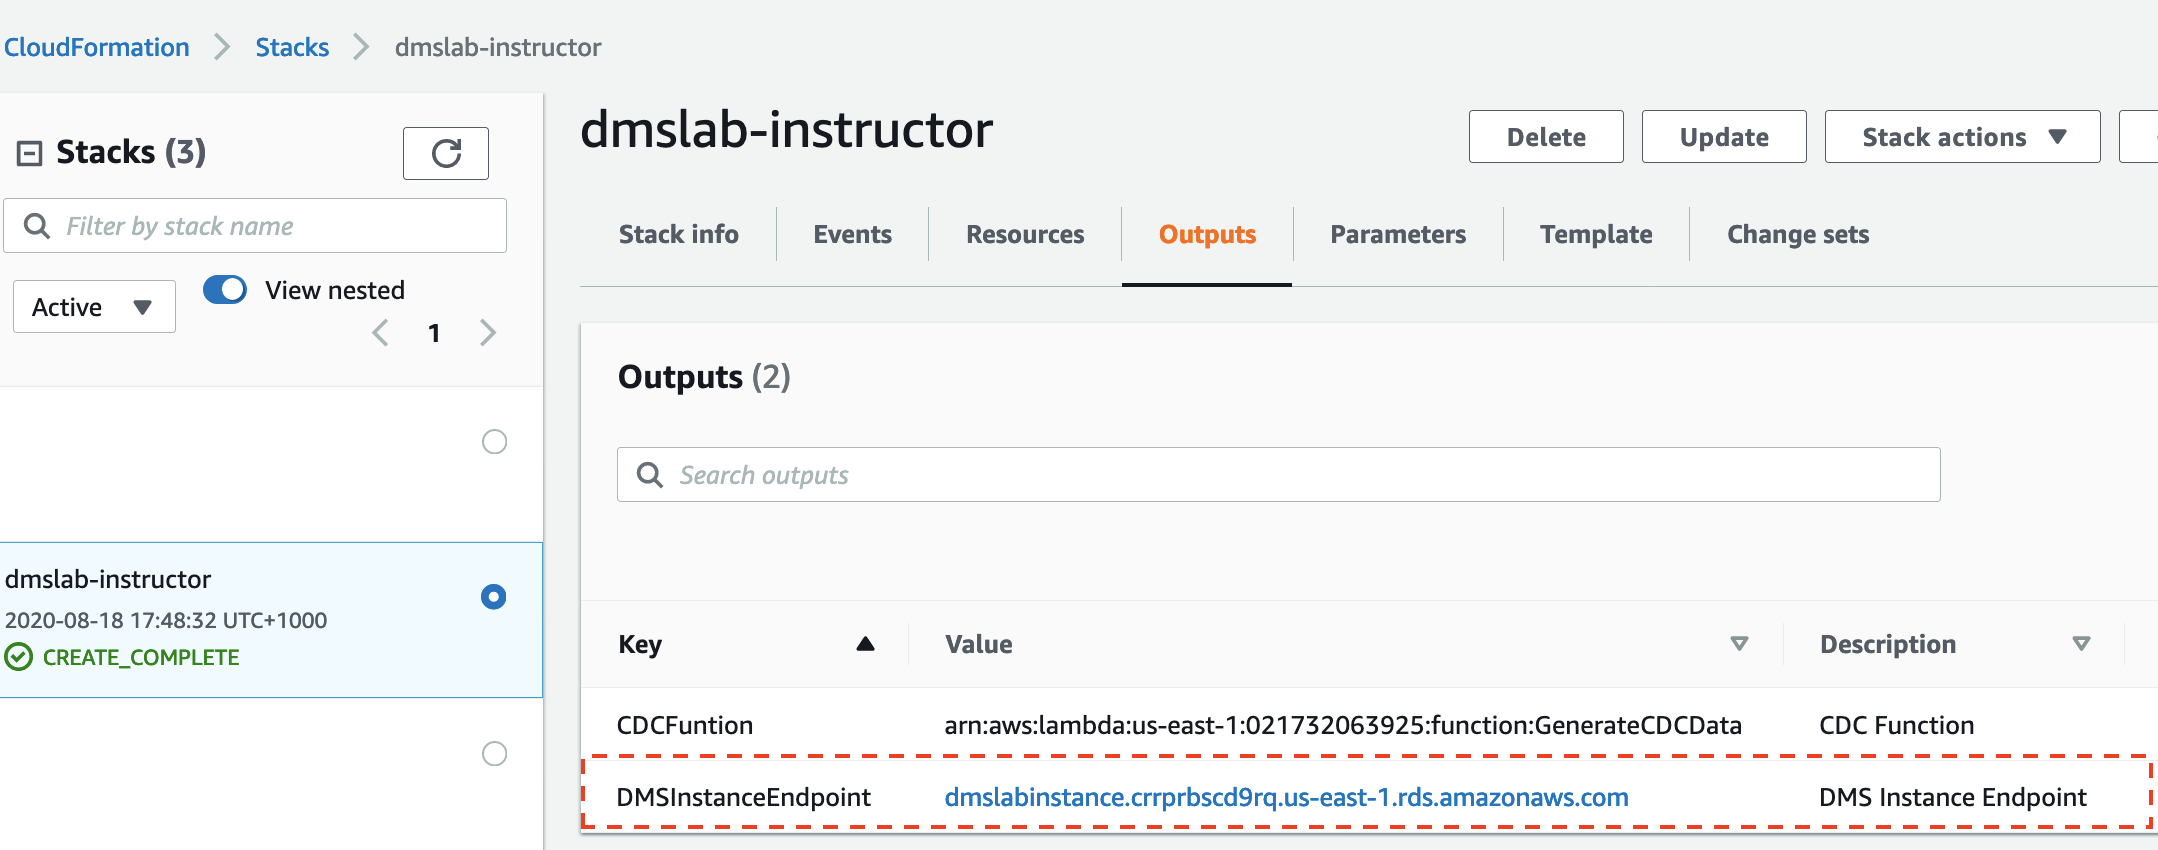 CloudFormation > Stacks > dmslab-instructor
Stacks (3)
Filter by stack name
Active
View nested
1
dmslab-instructor
2020-08-18 17:48:32 UTC+1000
CREATE_COMPLETE
dmslab-instructor
Delete Update Stack actions
Stack info Events Resources Outputs Parameters Template Change sets
Outputs (2)
Search outputs
Key Value Description
CDCFuntion arn:aws:lambda:us-east-1:021732063925:function:GenerateCDCData CDC Function
DMSInstanceEndpoint dmslabinstance.crrprbscd9rq.us-east-1.rds.amazonaws.com DMS Instance Endpoint